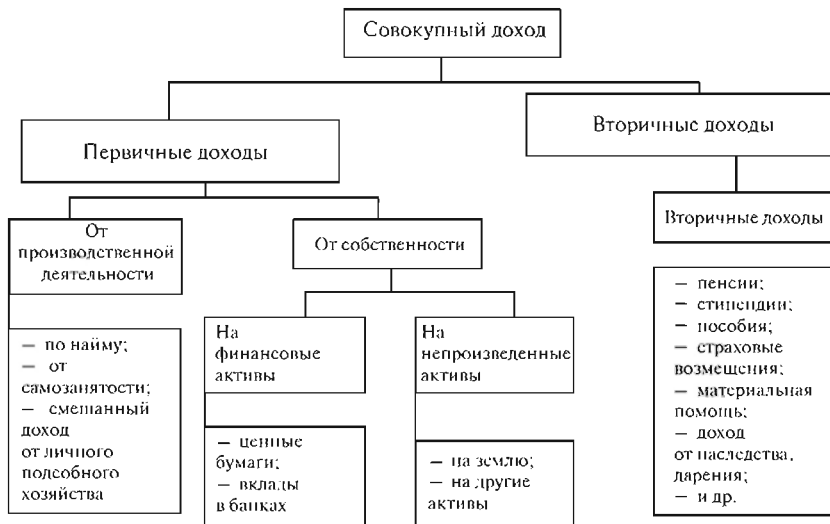 Совокупный доход
Первичные доходы
Вторичные доходы
От
производственной
деятельности
От собственности
Вторичные доходы
— по найму;
— от
самозанятости;
— смешанный
доход
от личного
подсобного
хозяйства
На
финансовые
активы
На
непроизведенные
активы
— ценные
бумаги;
— вклады
в банках
— на землю;
— на другие
активы
— пенсии;
— стипендии;
— пособия;
— страховые
возмещения;
— материальная
помощь;
— доход
от наследства,
дарения;
— и др.